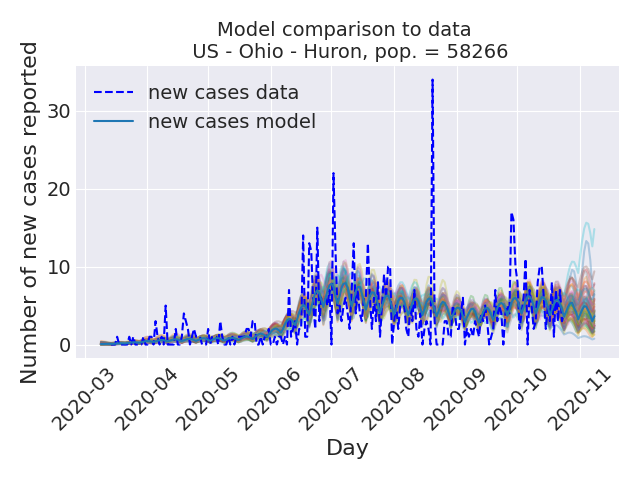 Model comparison to data
US - Ohio - Huron, pop. = 58266
new cases data
new cases model
Number of new cases reported
30
20
10
0
2020-03
2020-04
2020-05
2020-06
2020-07
2020-08
2020-09
2020-10
2020-11
Day